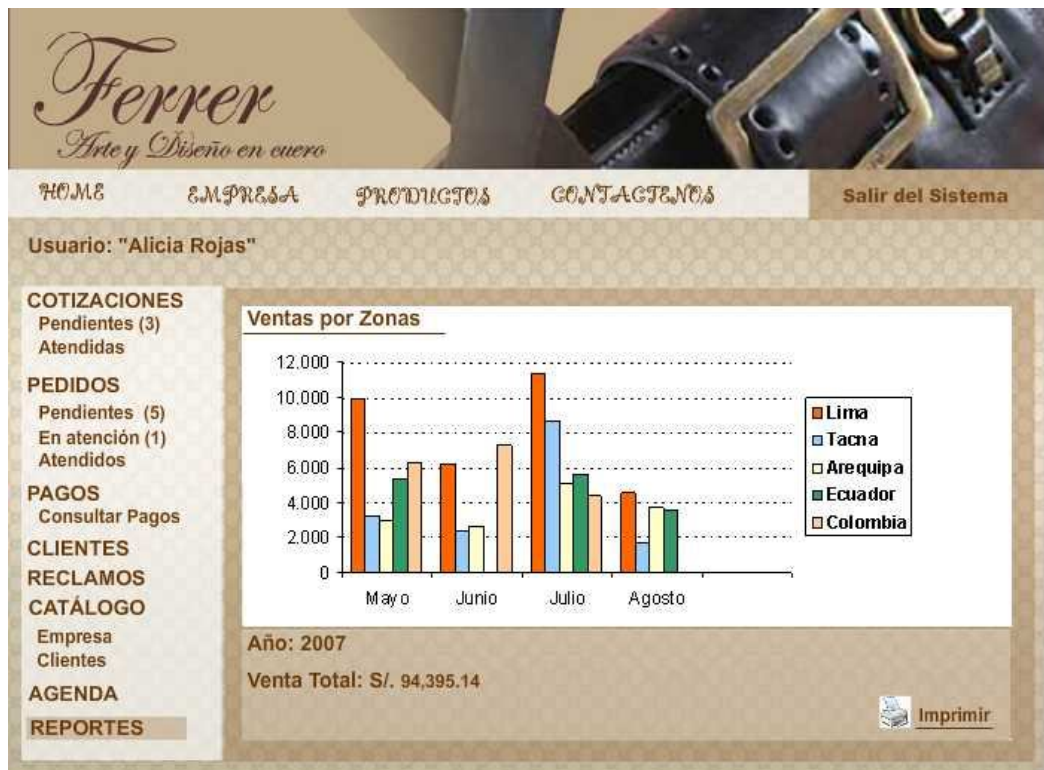 Ferrer
Arte y Diseño en cuero
HOME EMPRESA PRODUCTOS CONTACTENOS Salir del Sistema
Usuario: "Alicia Rojas"
COTIZACIONES
Pendientes (3)
Atendidas
PEDIDOS
Pendientes (5)
En atención (1)
Atendidos
PAGOS
Consultar Pagos
CLIENTES
RECLAMOS
CATÁLOGO
Empresa
Clientes
AGENDA
REPORTES
Ventas por Zonas
12.000
10.000
8.000
6.000
4.000
2.000
0
Mayo Junio Julio Agosto
Lima
Tacna
Arequipa
Ecuador
Colombia
Año: 2007
Venta Total: S/. 94,395.14
Imprimir